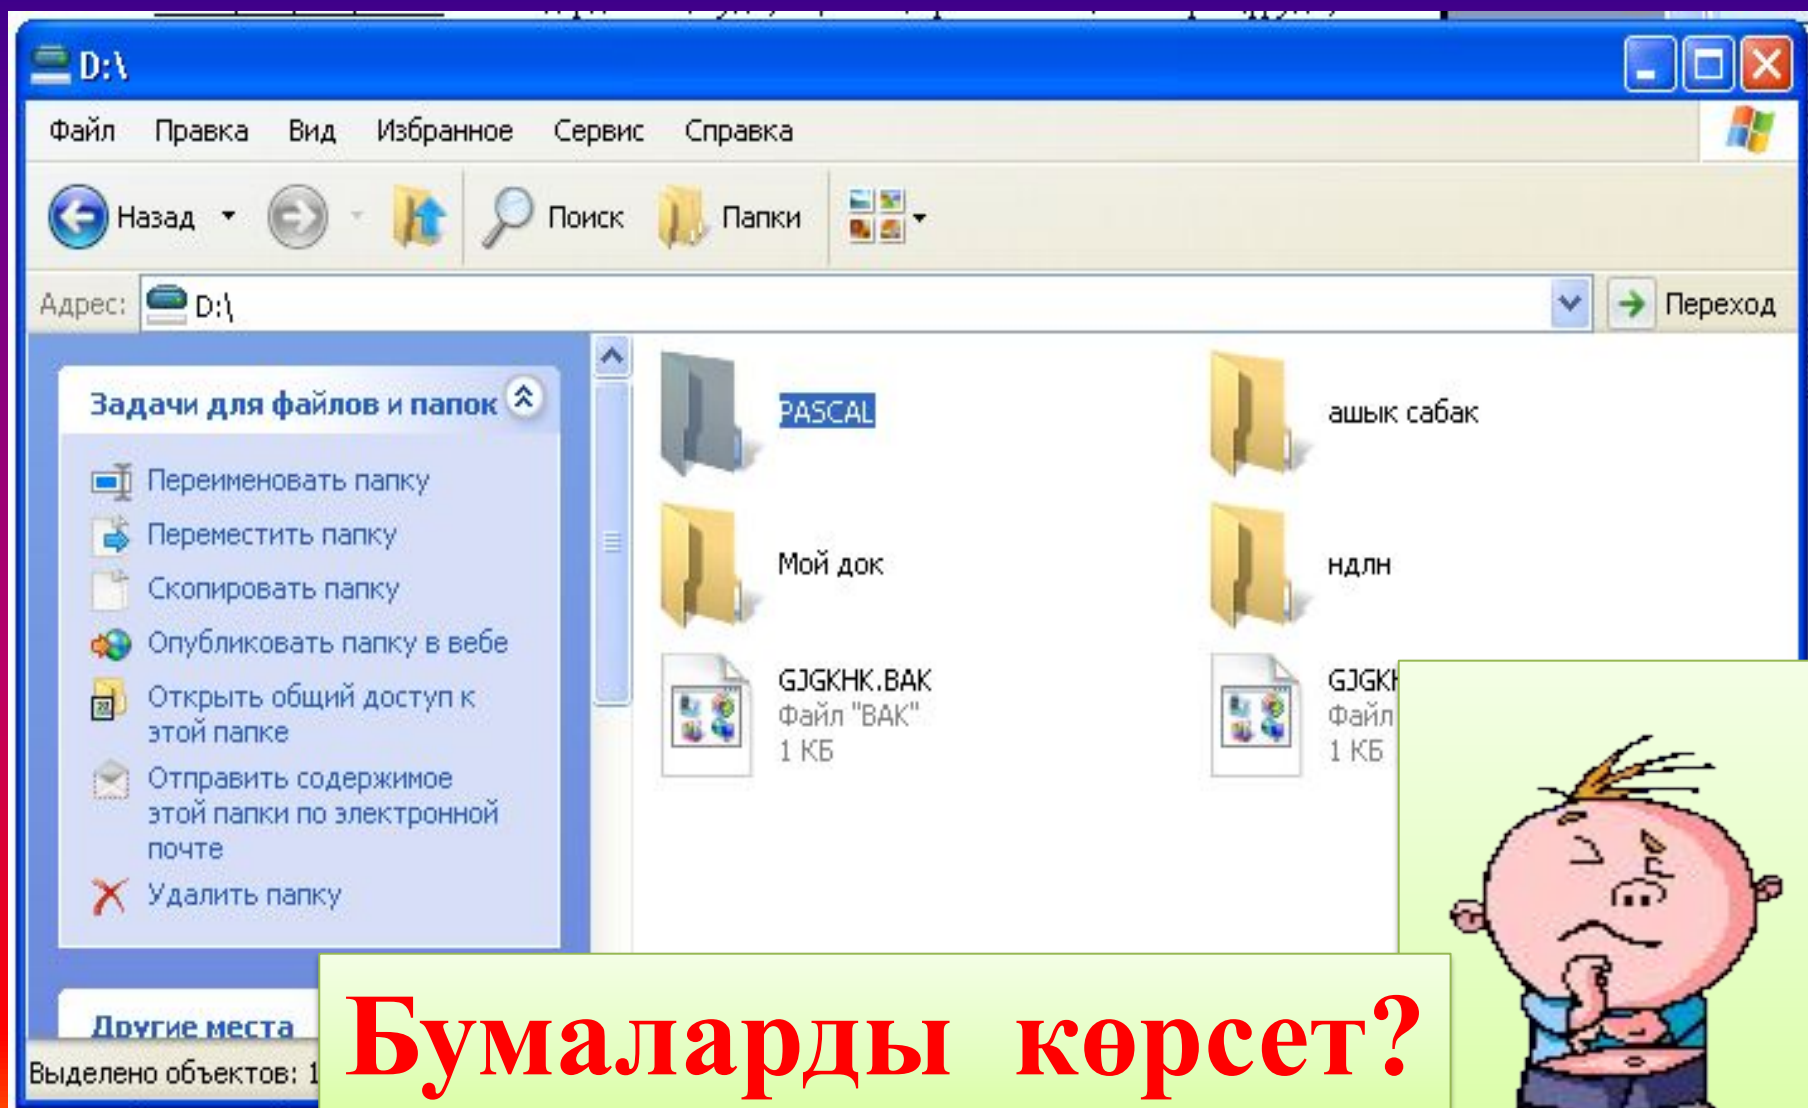 D:\
Файл Правка Вид Избранное Сервис Справка
Назад Поиск Папки
Адрес: D:\ Переход
Задачи для файлов и папок
Переименовать папку
Переместить папку
Скопировать папку
Опубликовать папку в вебе
Открыть общий доступ к
этой папке
Отправить содержимое
этой папки по электронной
почте
Удалить папку
Другие места
PASCAL
ашык сабак
Мой док
ндлн
GJGKHK.BAK
Файл "BAK"
1 КБ
Файл
1 КБ
Выделено объектов: 1
Бумаларды көрсет?